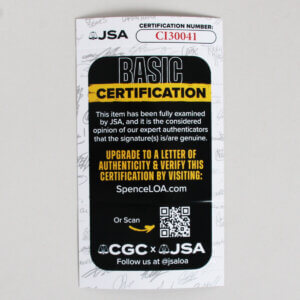 JSA
CERTIFICATION NUMBER:
CI30041
BASIC
CERTIFICATION
This item has been fully examined
by JSA, and it is the considered
opinion of our expert authenticators
that the signature(s) is/are genuine.
UPGRADE TO A LETTER OF
AUTHENTICITY & VERIFY THIS
CERTIFICATION BY VISITING:
SpenceLOA.com
Or Scan
CGC x JSA
Follow us at @jsaloa